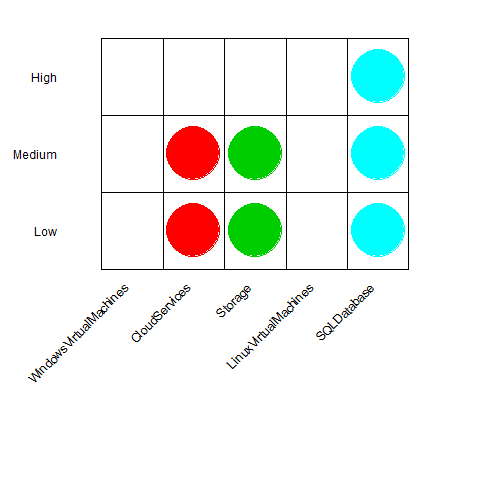 High
Medium
Low
WindowsVirtualMachines
CloudServices
Storage
LinuxVirtualMachines
SQLDatabase